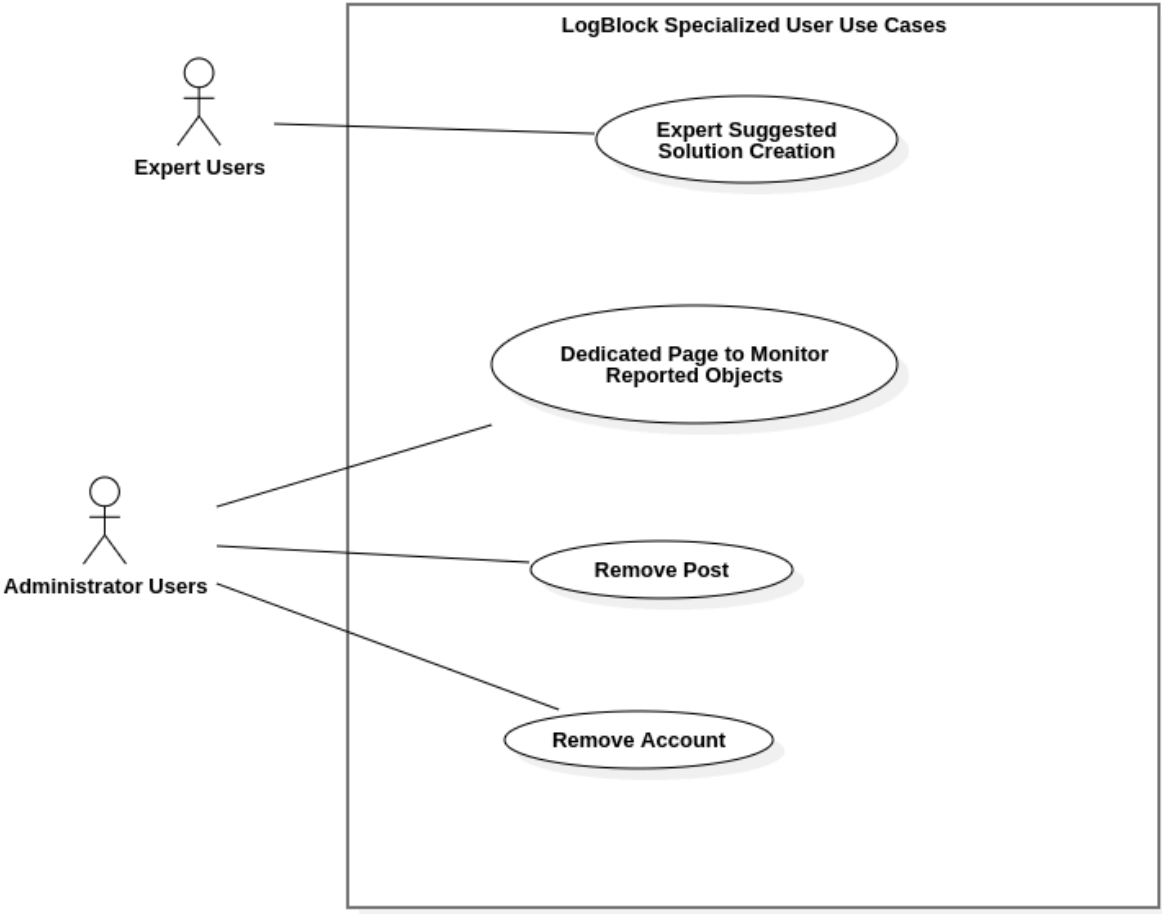 LogBlock Specialized User Use Cases
Expert Users
Expert Suggested
Solution Creation
Dedicated Page to Monitor
Reported Objects
Administrator Users
Remove Post
Remove Account